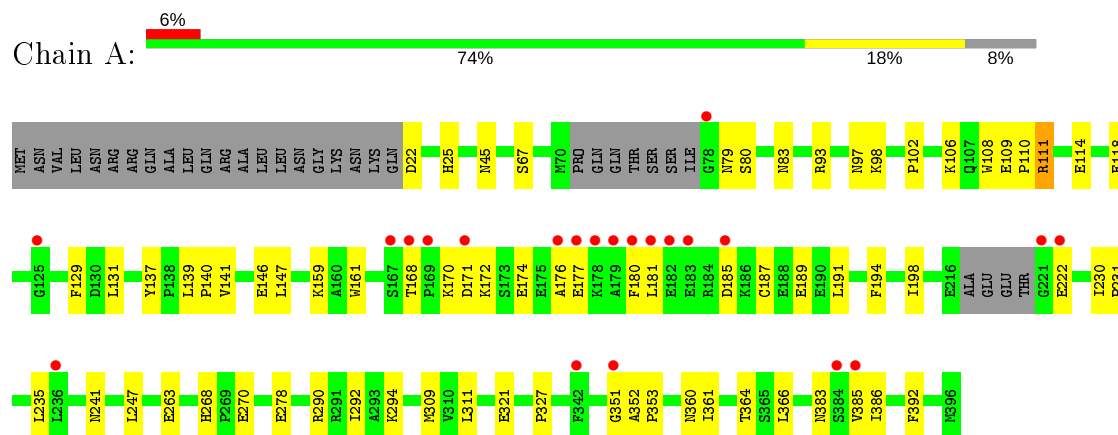 6%
Chain A:
74% 18% 8%
MET ASN VAL LEU ASN ARG ARG GLN ALA LEU GLN ARG ALA LEU LEU ASN GLY LYS ASN LYS GLN D22 H25 N45 S67 M70 PRO GLN GLN THR SER SER ILE G78 N79 S80 N83 R93 N97 K98 P102 K106 Q107 W108 E109 P110 R111 E114
G125 F129 D130 L131 Y137 P138 L139 P140 V141 E146 L147 K159 A160 W161 S167 T168 P169 K170 D171 K172 S173 E174 E175 A176 E177 K178 A179 F180 L181 E182 E183 R184 D185 K186 C187 E188 E189 E190 L191 F194 I198 E216 ALA GLU GLU THR G221 E222 I230
L235 L236 N241 L247 E263 H268 P269 E270 E278 R290 R291 I292 A293 K294 M309 V310 L311 E321 P327 F342 G351 A352 P353 N360 I361 T364 S365 L366 N383 S384 V385 I386 F392 M396